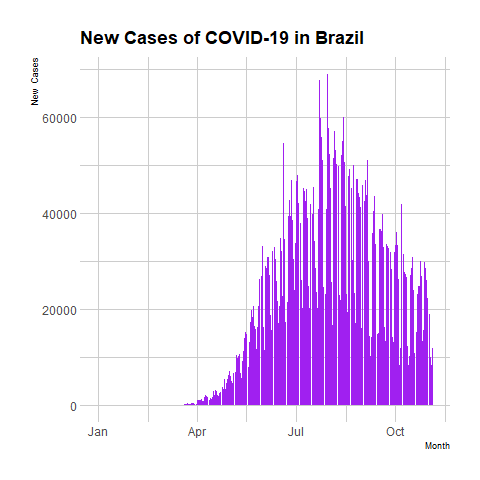 New Cases of COVID-19 in Brazil
New Cases
60000
40000
20000
0
Jan Apr Jul Oct
Month